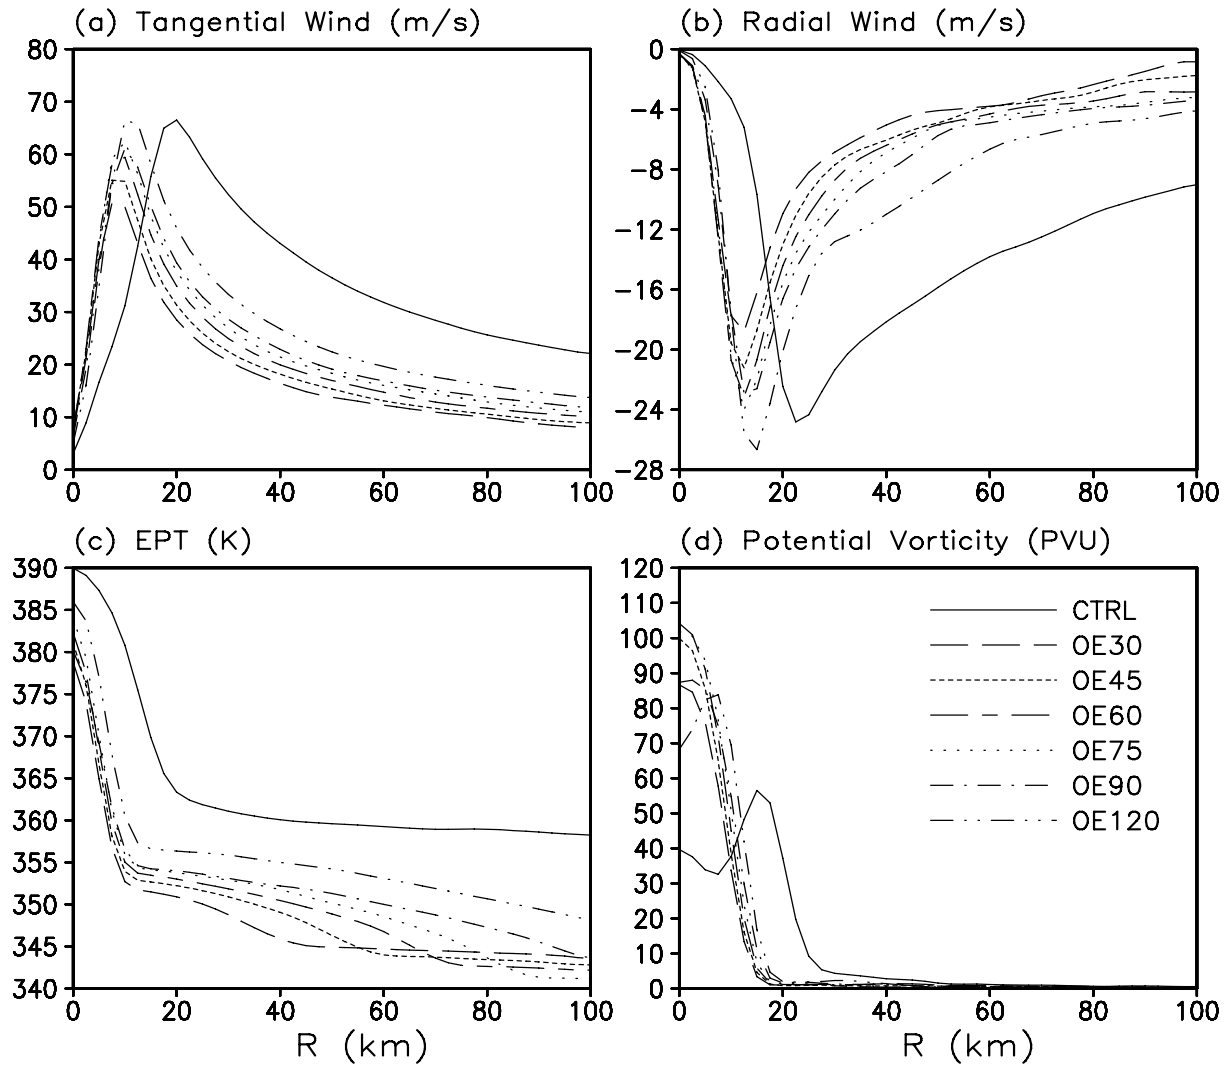 (a) Tangential Wind (m/s)
80
70
60
50
40
30
20
10
0
0 20 40 60 80 100
(b) Radial Wind (m/s)
0
-4
-8
-12
-16
-20
-24
-28
0 20 40 60 80 100
(c) EPT (K)
390
385
380
375
370
365
360
355
350
345
340
0 20 40 60 80 100
R (km)
(d) Potential Vorticity (PVU)
120
110
100
90
80
70
60
50
40
30
20
10
0
0 20 40 60 80 100
R (km)
CTRL
OE30
OE45
OE60
OE75
OE90
OE120